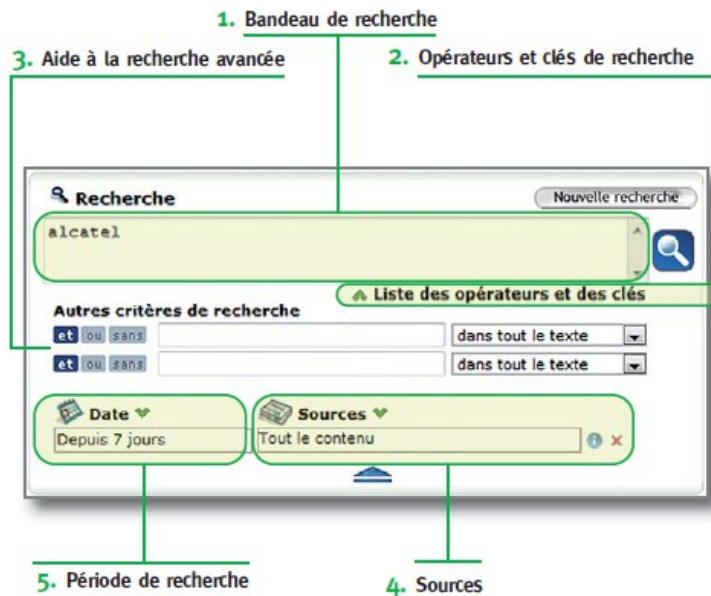 1. Bandeau de recherche
3. Aide à la recherche avancée
2. Opérateurs et clés de recherche
Recherche
Nouvelle recherche
alcatel
Liste des opérateurs et des clés
Autres critères de recherche
et ou sans
dans tout le texte
et ou sans
dans tout le texte
Date
Sources
Depuis 7 jours
Tout le contenu
5. Période de recherche
4. Sources